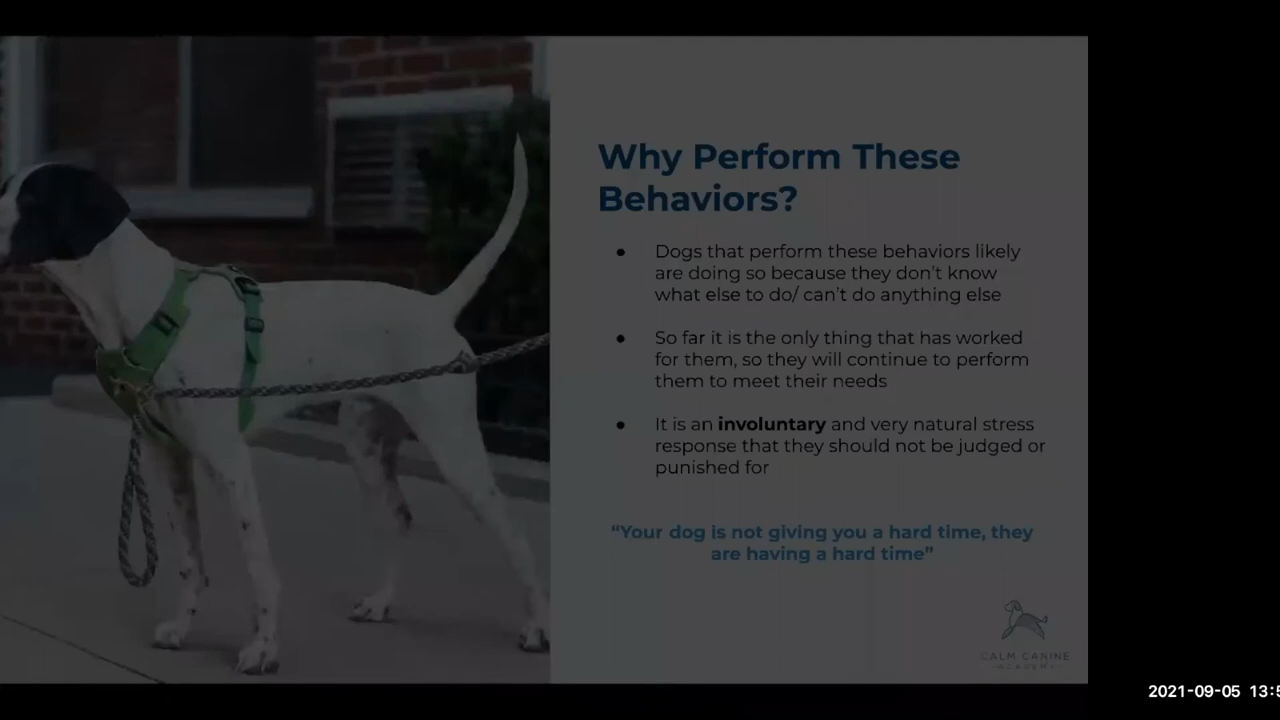 Why Perform These
Behaviors?
● Dogs that perform these behaviors likely
are doing so because they don't know
what else to do/ can't do anything else
● So far it is the only thing that has worked
for them, so they will continue to perform
them to meet their needs
● It is an involuntary and very natural stress
response that they should not be judged or
punished for
“Your dog is not giving you a hard time, they
are having a hard time”
CALM CANINE
ACADEMY
2021-09-05 13:5